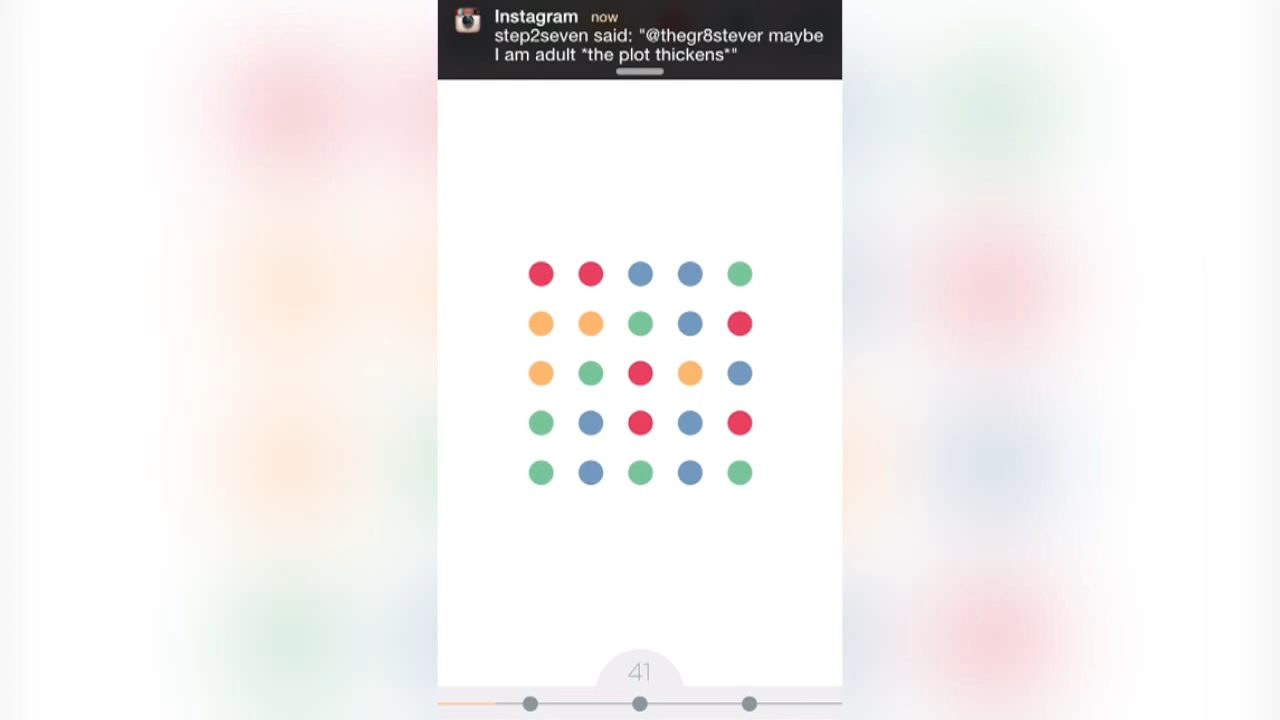 Instagram now
step2seven said: "@thegr8stever maybe
I am adult *the plot thickens*"
41